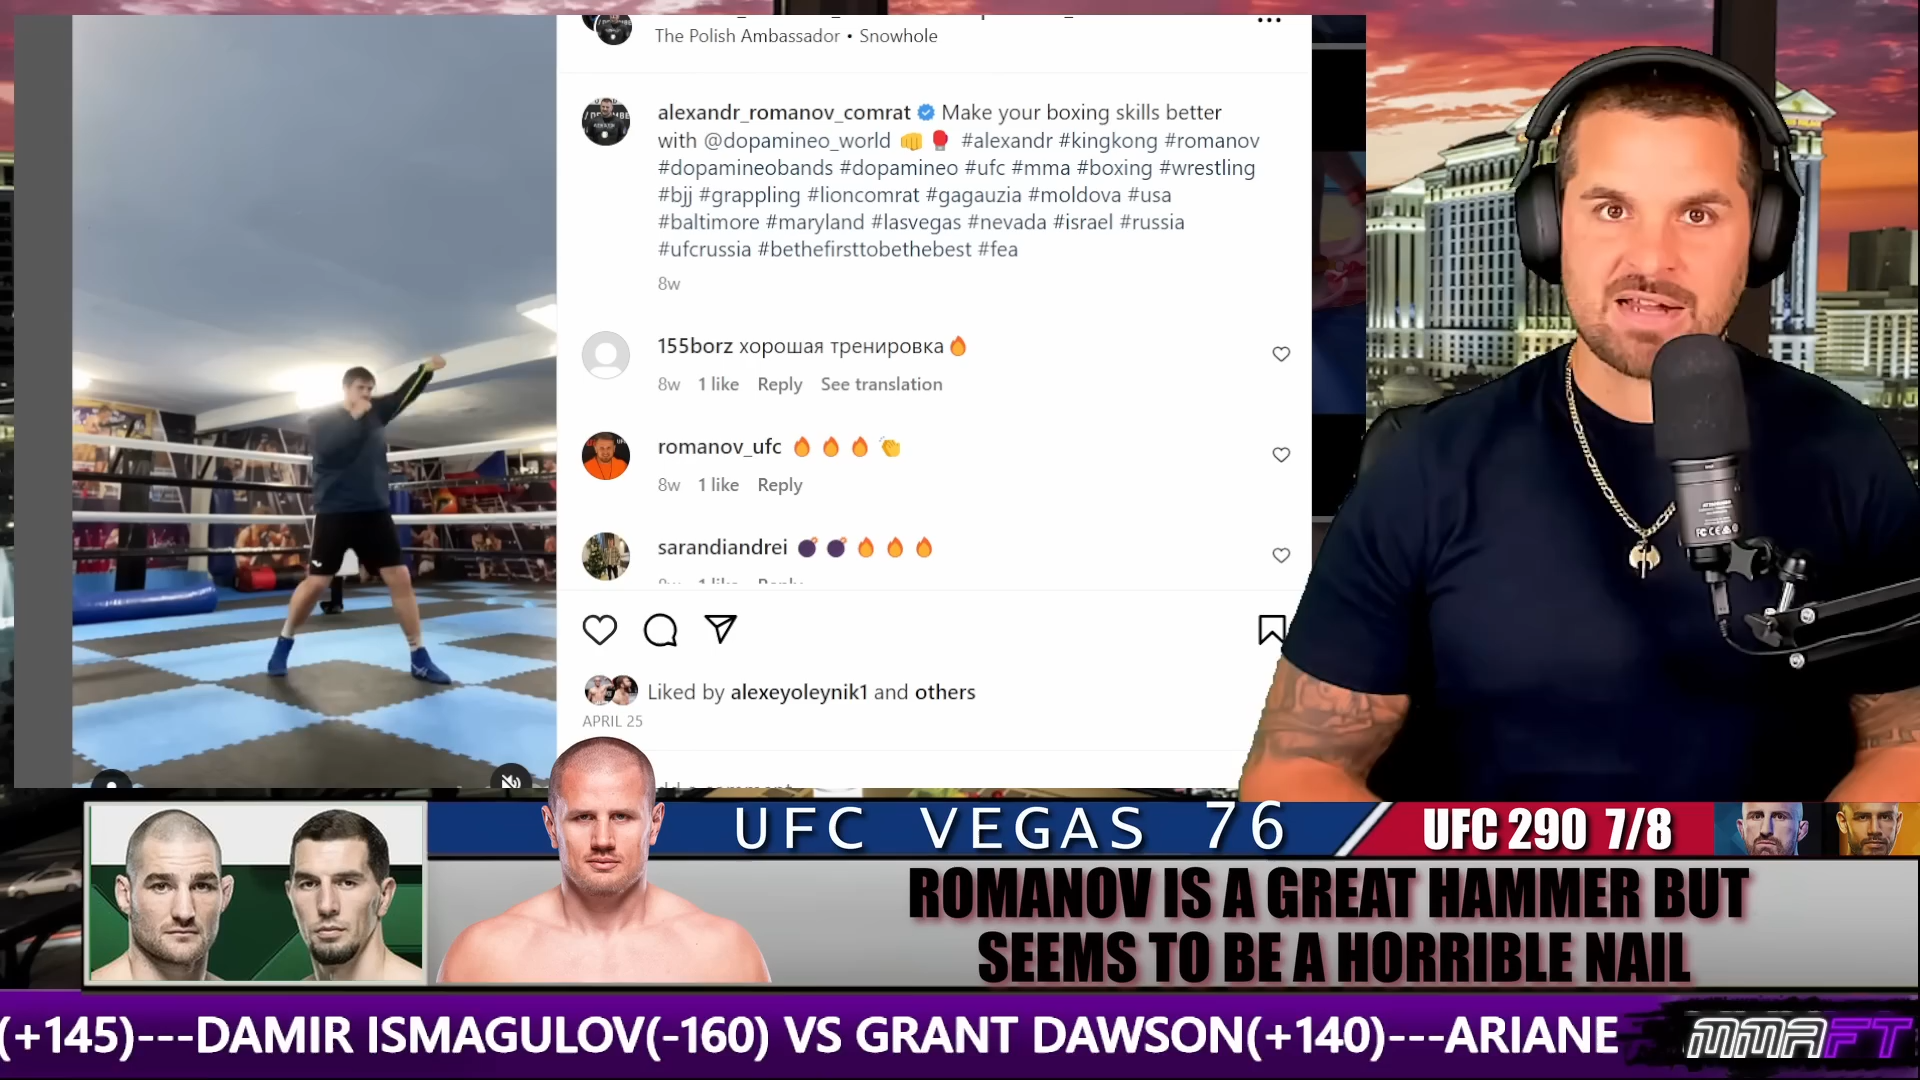 The Polish Ambassador • Snowhole
alexandr_romanov_comrat Make your boxing skills better
with @dopamineo_world 👊 🥊 #alexandr #kingkong #romanov
#dopamineobands #dopamineo #ufc #mma #boxing #wrestling
#bjj #grappling #lioncomrat #gagauzia #moldova #usa
#baltimore #maryland #lasvegas #nevada #israel #russia
#ufcrussia #bethefirsttobethebest #fea
8w
155borz хорошая тренировка🔥
8w 1 like Reply See translation
romanov_ufc 🔥 🔥 🔥 👏
8w 1 like Reply
sarandiandrei 💣 💣 🔥 🔥 🔥
8w 1 like Reply
Liked by alexeyoleynik1 and others
APRIL 25
UFC VEGAS 76
UFC 290 7/8
ROMANOV IS A GREAT HAMMER BUT
SEEMS TO BE A HORRIBLE NAIL
(+145)---DAMIR ISMAGULOV(-160) VS GRANT DAWSON(+140)---ARIANE
MMAFT